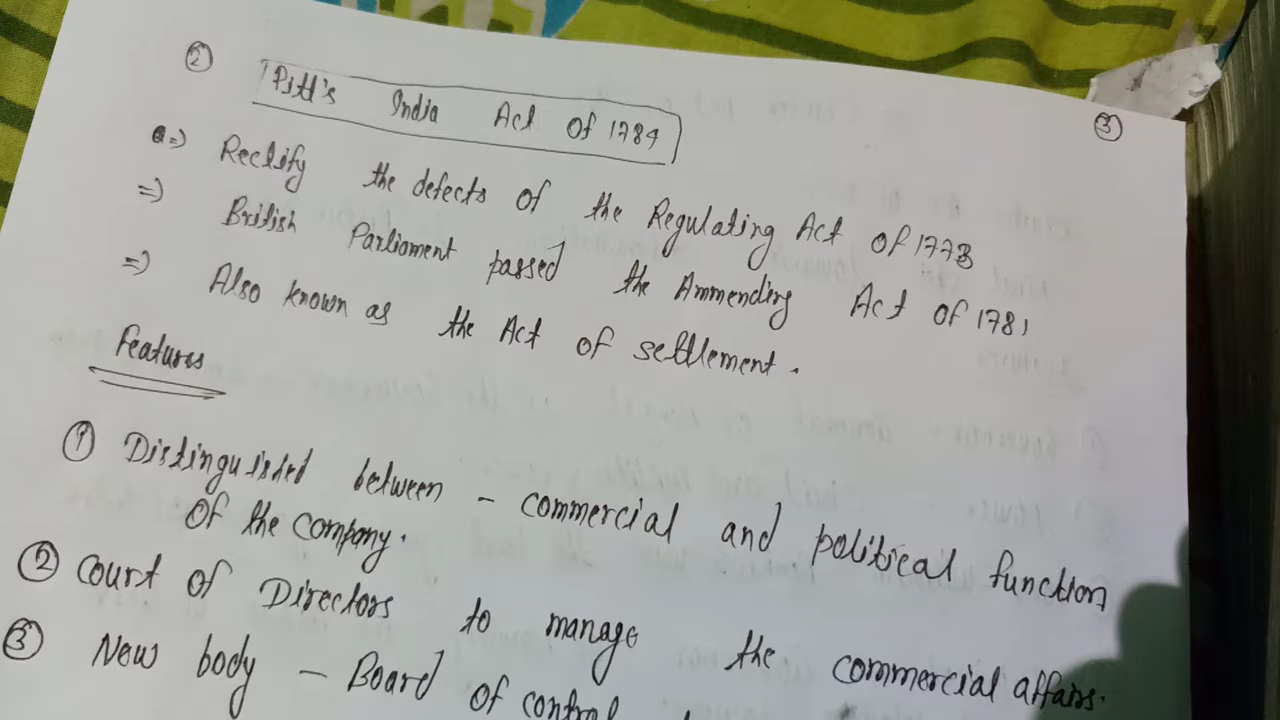 ② Pitt's India Act Of 1784
③
=) Rectify the defects of the Regulating Act Of 1773
=) British Parliament passed the Ammending Act Of 1781
=) Also known as the Act of settlement.
Features
① Distinguished between - commercial and political function
Of the company.
② Court of Directors to manage the commercial affairs.
③ New body - Board of control